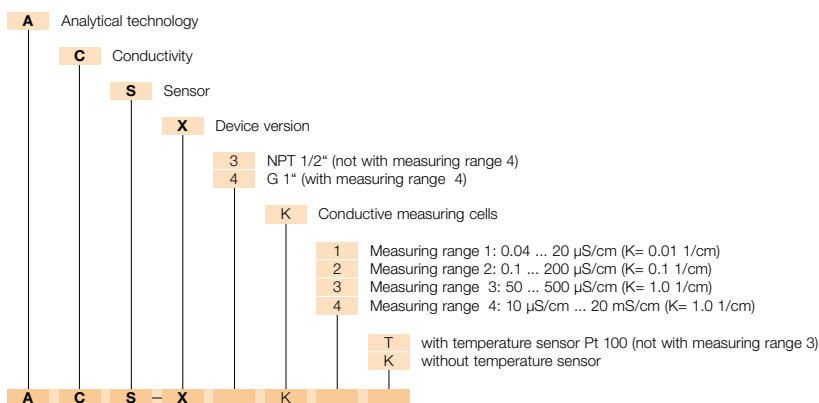 A Analytical technology
C Conductivity
S Sensor
X Device version
3 NPT 1/2“ (not with measuring range 4)
4 G 1“ (with measuring range 4)
K Conductive measuring cells
1 Measuring range 1: 0.04 ... 20 µS/cm (K= 0.01 1/cm)
2 Measuring range 2: 0.1 ... 200 µS/cm (K= 0.1 1/cm)
3 Measuring range 3: 50 ... 500 µS/cm (K= 1.0 1/cm)
4 Measuring range 4: 10 µS/cm ... 20 mS/cm (K= 1.0 1/cm)
T with temperature sensor Pt 100 (not with measuring range 3)
K without temperature sensor
A C S – X K